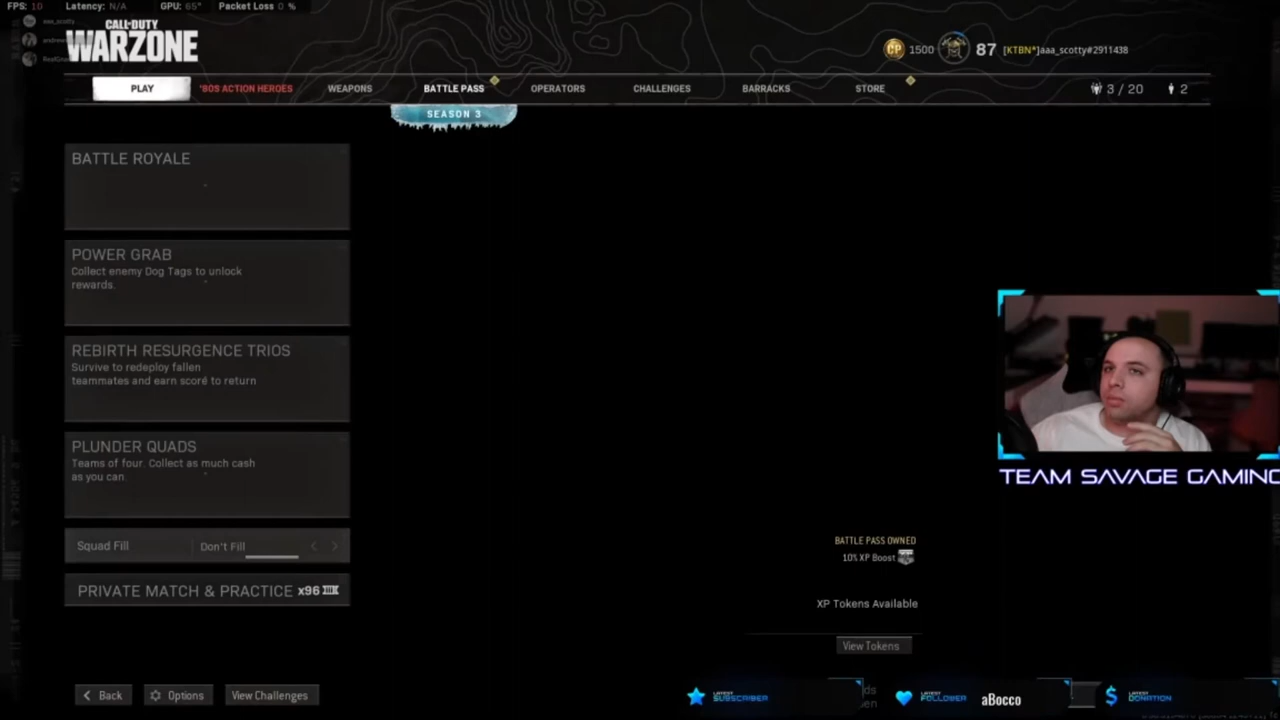 FPS: 10 Latency: N/A GPU: 65° Packet Loss 0 %
aaa_scotty
CALL OF DUTY
WARZONE
CP 1500 87 [KTBN*]aaa_scotty#2911438
PLAY '80S ACTION HEROES WEAPONS BATTLE PASS OPERATORS CHALLENGES BARRACKS STORE 3 / 20 2
SEASON 3
BATTLE ROYALE
POWER GRAB
Collect enemy Dog Tags to unlock
rewards.
REBIRTH RESURGENCE TRIOS
Survive to redeploy fallen
teammates and earn score to return
PLUNDER QUADS
Teams of four. Collect as much cash
as you can.
Squad Fill Don't Fill
PRIVATE MATCH & PRACTICE x96
TEAM SAVAGE GAMING
BATTLE PASS OWNED
10% XP Boost
XP Tokens Available
View Tokens
Back Options View Challenges
LATEST SUBSCRIBER
LATEST FOLLOWER aBocco
LATEST DONATION